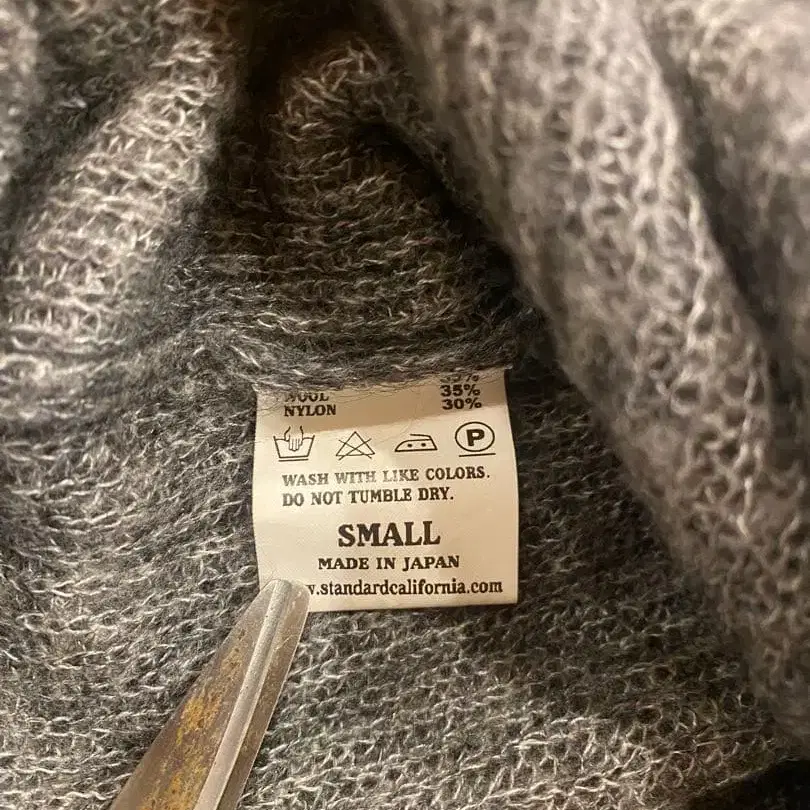 WOOL 35%
NYLON 30%
P
WASH WITH LIKE COLORS.
DO NOT TUMBLE DRY.
SMALL
MADE IN JAPAN
.standardcalifornia.com